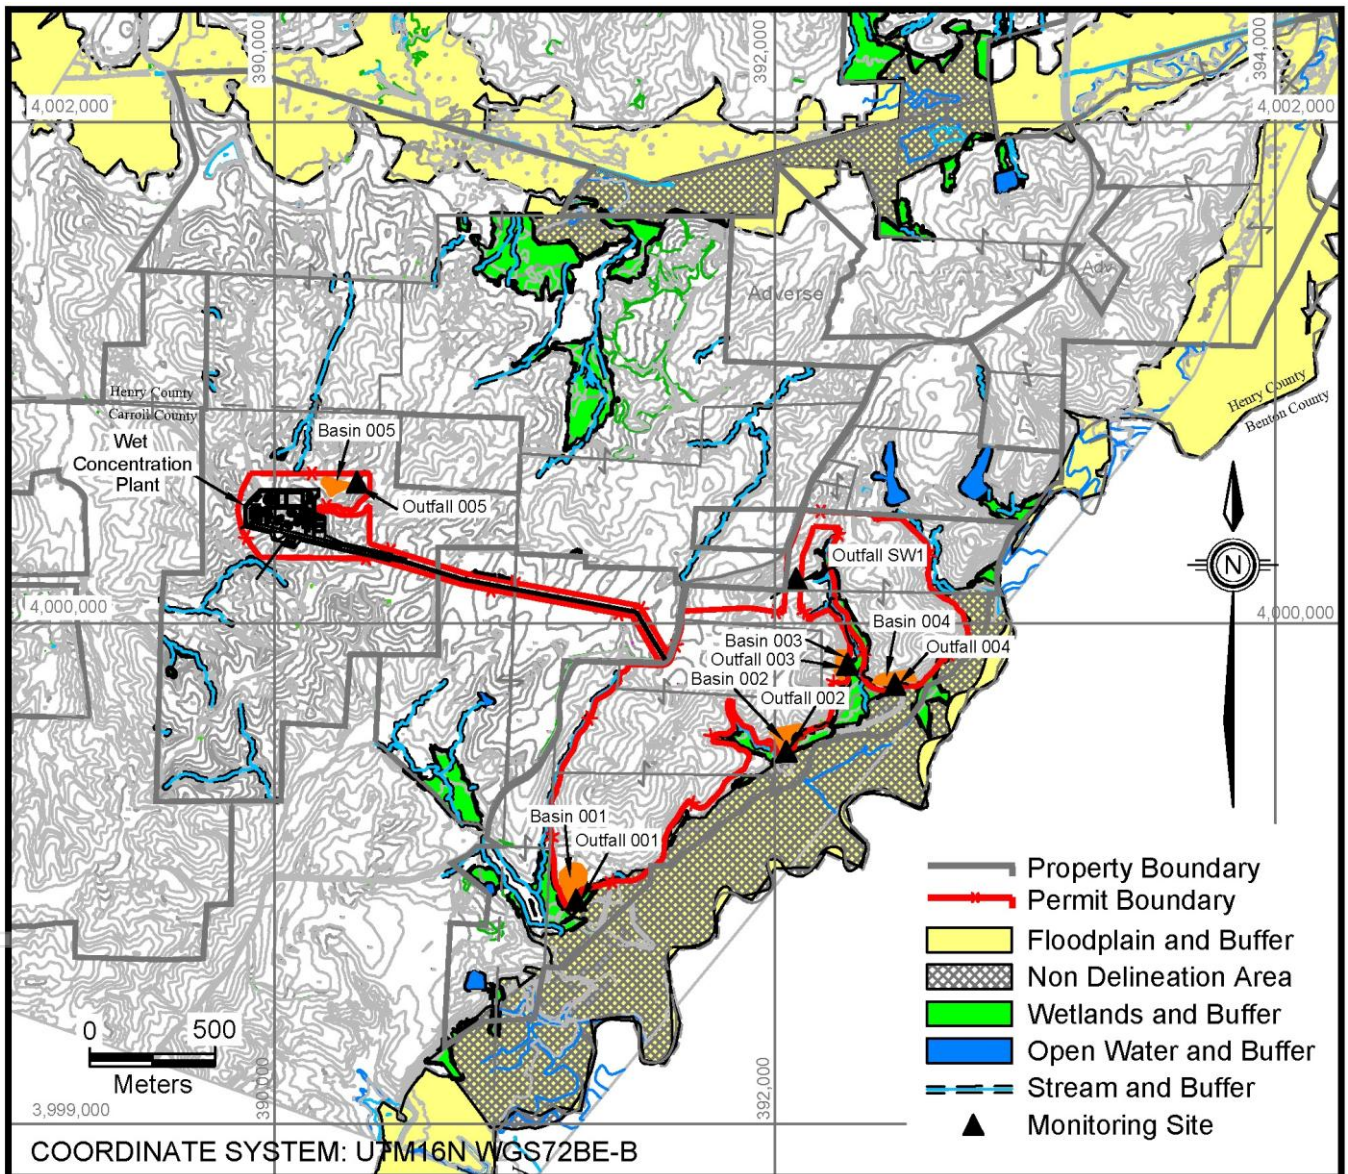 390,000
392,000
394,000
4,002,000
4,002,000
Adverse
Adv.
Henry County
Carroll County
Henry County
Benton County
Wet
Concentration
Plant
Basin 005
Outfall 005
N
Outfall SW1
4,000,000
4,000,000
Basin 004
Basin 003
Outfall 003
Outfall 004
Basin 002
Outfall 002
Basin 001
Outfall 001
Property Boundary
Permit Boundary
Floodplain and Buffer
Non Delineation Area
Wetlands and Buffer
Open Water and Buffer
Stream and Buffer
Monitoring Site
0 500
Meters
390,000
392,000
3,999,000
COORDINATE SYSTEM: UTM16N WGS72BE-B